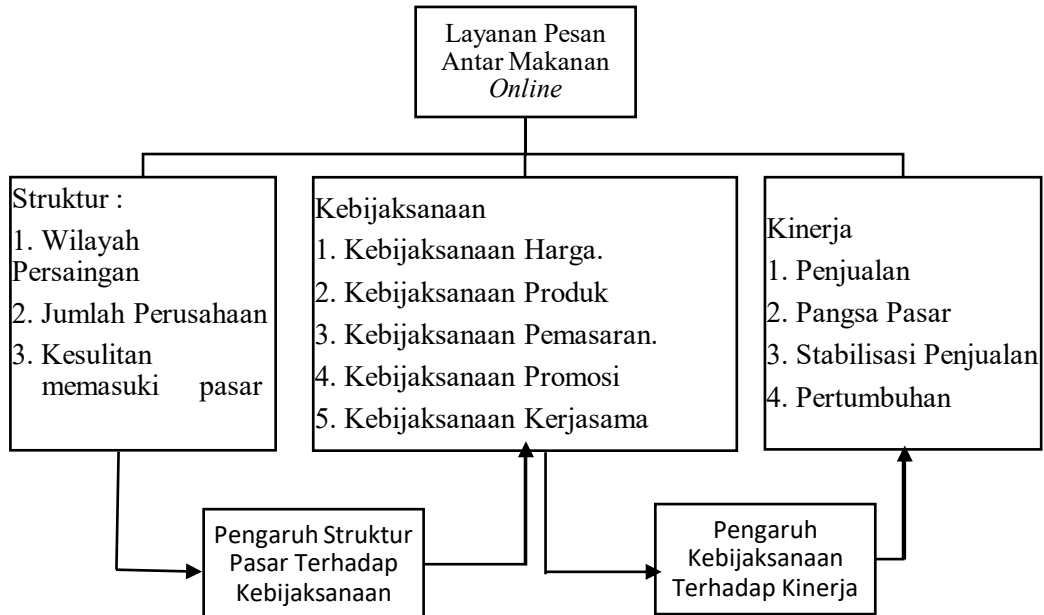 Layanan Pesan
Antar Makanan
Online
Struktur :
1. Wilayah
Persaingan
2. Jumlah Perusahaan
3. Kesulitan
memasuki pasar
Kebijaksanaan
1. Kebijaksanaan Harga.
2. Kebijaksanaan Produk
3. Kebijaksanaan Pemasaran.
4. Kebijaksanaan Promosi
5. Kebijaksanaan Kerjasama
Kinerja
1. Penjualan
2. Pangsa Pasar
3. Stabilisasi Penjualan
4. Pertumbuhan
Pengaruh Struktur
Pasar Terhadap
Kebijaksanaan
Pengaruh
Kebijaksanaan
Terhadap Kinerja